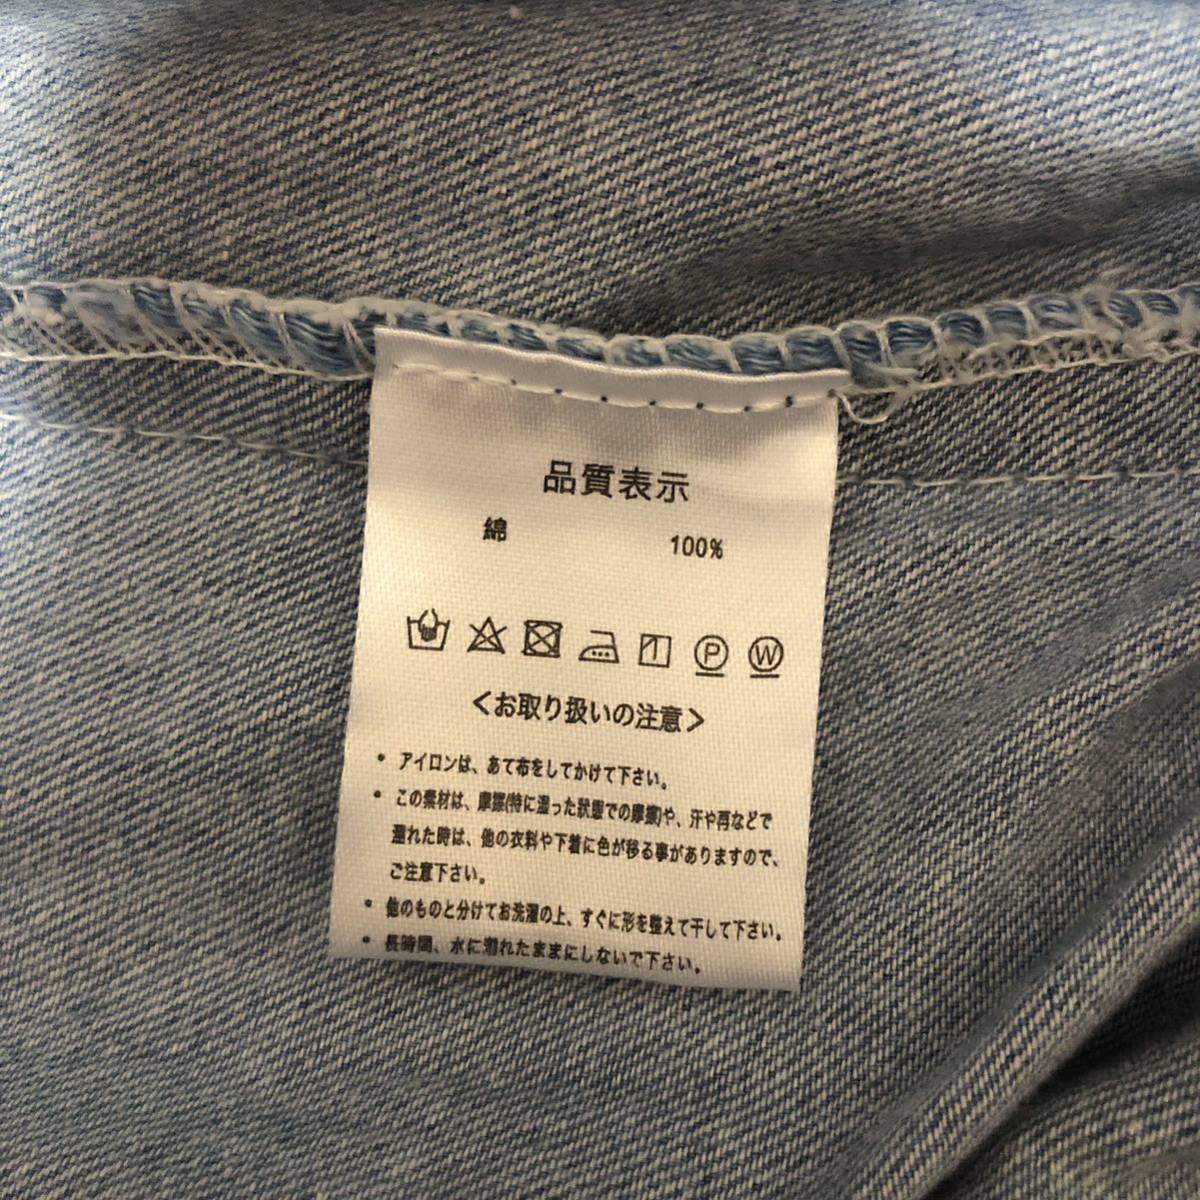 品質表示
綿 100%
P W
＜お取り扱いの注意＞
・アイロンは、あて布をしてかけて下さい。
・この素材は、摩擦(特に湿った状態での摩擦)や、汗や雨などで
濡れた時は、他の衣料や下着に色が移る事がありますので、
ご注意下さい。
・他のものと分けてお洗濯の上、すぐに形を整えて干して下さい。
・長時間、水に濡れたままにしないで下さい。